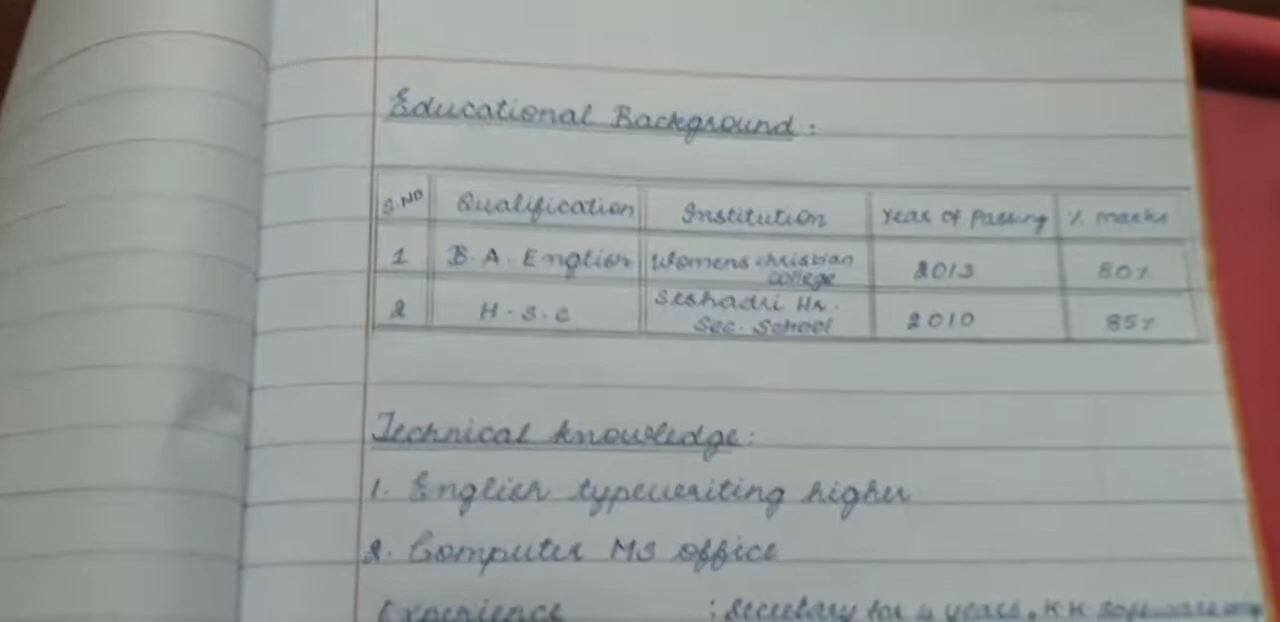 Educational Background :
S.No Qualification Institution Year of Passing % marks
1 B.A. English Womens christian college 2013 80%
2 H.S.C Seshadri Hr. Sec. School 2010 85%
Technical knowledge :
1. English typewriting higher
2. Computer MS office
Experience : Secretary for 4 years, KK